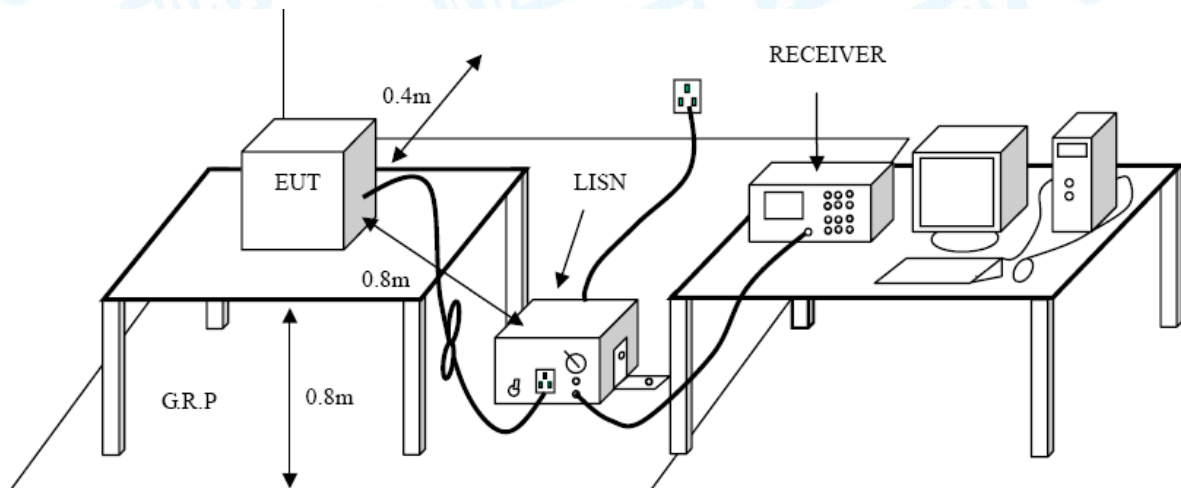 RECEIVER
0.4m
EUT
LISN
0.8m
G.R.P
0.8m